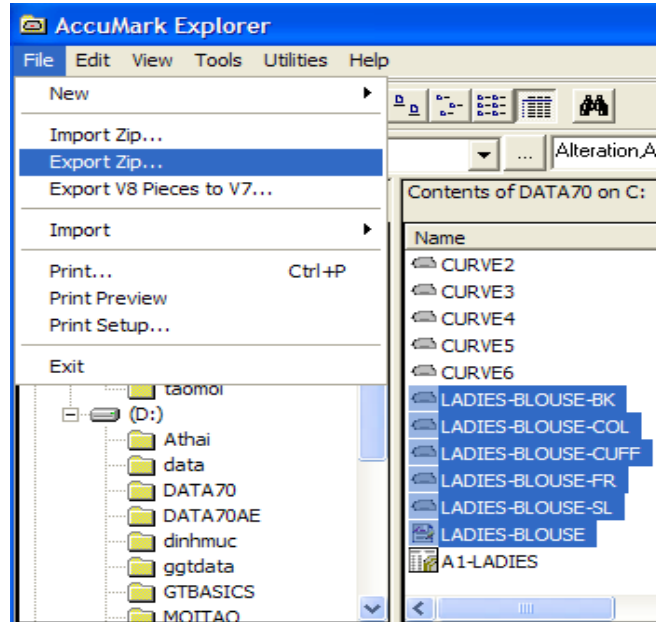 AccuMark Explorer
File Edit View Tools Utilities Help
New
Import Zip...
Export Zip...
Export V8 Pieces to V7...
Import
Print... Ctrl+P
Print Preview
Print Setup...
Exit
... Alteration,A
Contents of DATA70 on C:
Name
CURVE2
CURVE3
CURVE4
CURVE5
CURVE6
LADIES-BLOUSE-BK
LADIES-BLOUSE-COL
LADIES-BLOUSE-CUFF
LADIES-BLOUSE-FR
LADIES-BLOUSE-SL
LADIES-BLOUSE
A1-LADIES
taomoi
(D:)
Athai
data
DATA70
DATA70AE
dinhmuc
ggtdata
GTBASICS
MOITAO